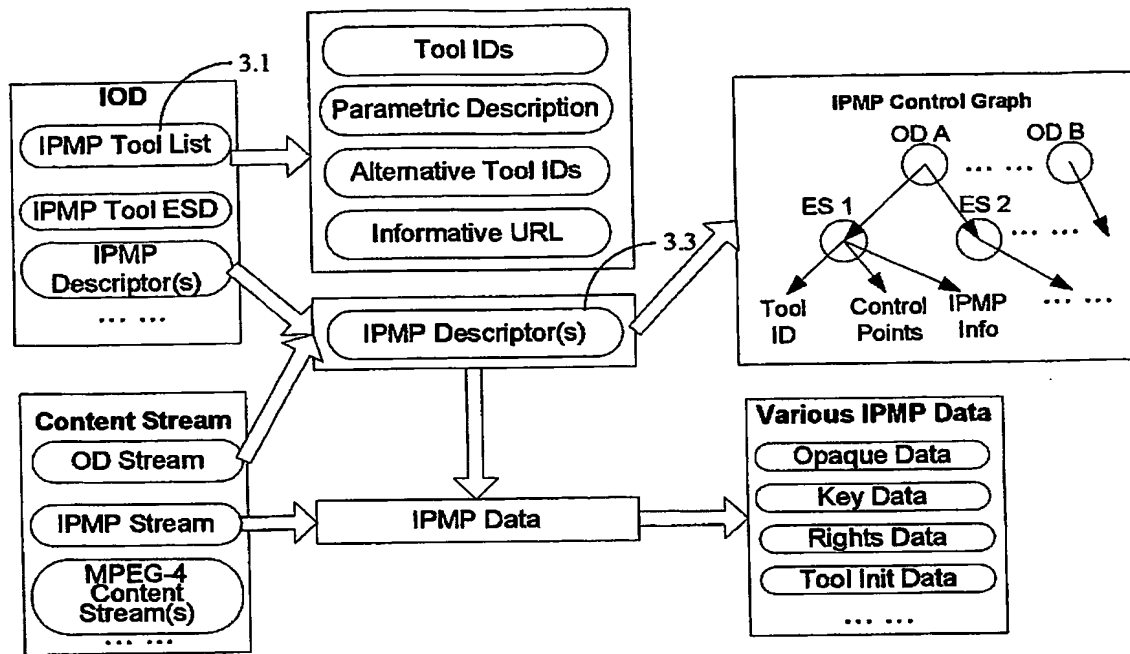 3.1
IOD
IPMP Tool List
IPMP Tool ESD
IPMP
Descriptor(s)
... ...
Tool IDs
Parametric Description
Alternative Tool IDs
Informative URL
3.3
IPMP Descriptor(s)
IPMP Control Graph
OD A
... ...
OD B
ES 1
ES 2
... ...
Tool
ID
Control
Points
IPMP
Info
... ...
Content Stream
OD Stream
IPMP Stream
MPEG-4
Content
Stream(s)
... ...
IPMP Data
Various IPMP Data
Opaque Data
Key Data
Rights Data
Tool Init Data
... ...